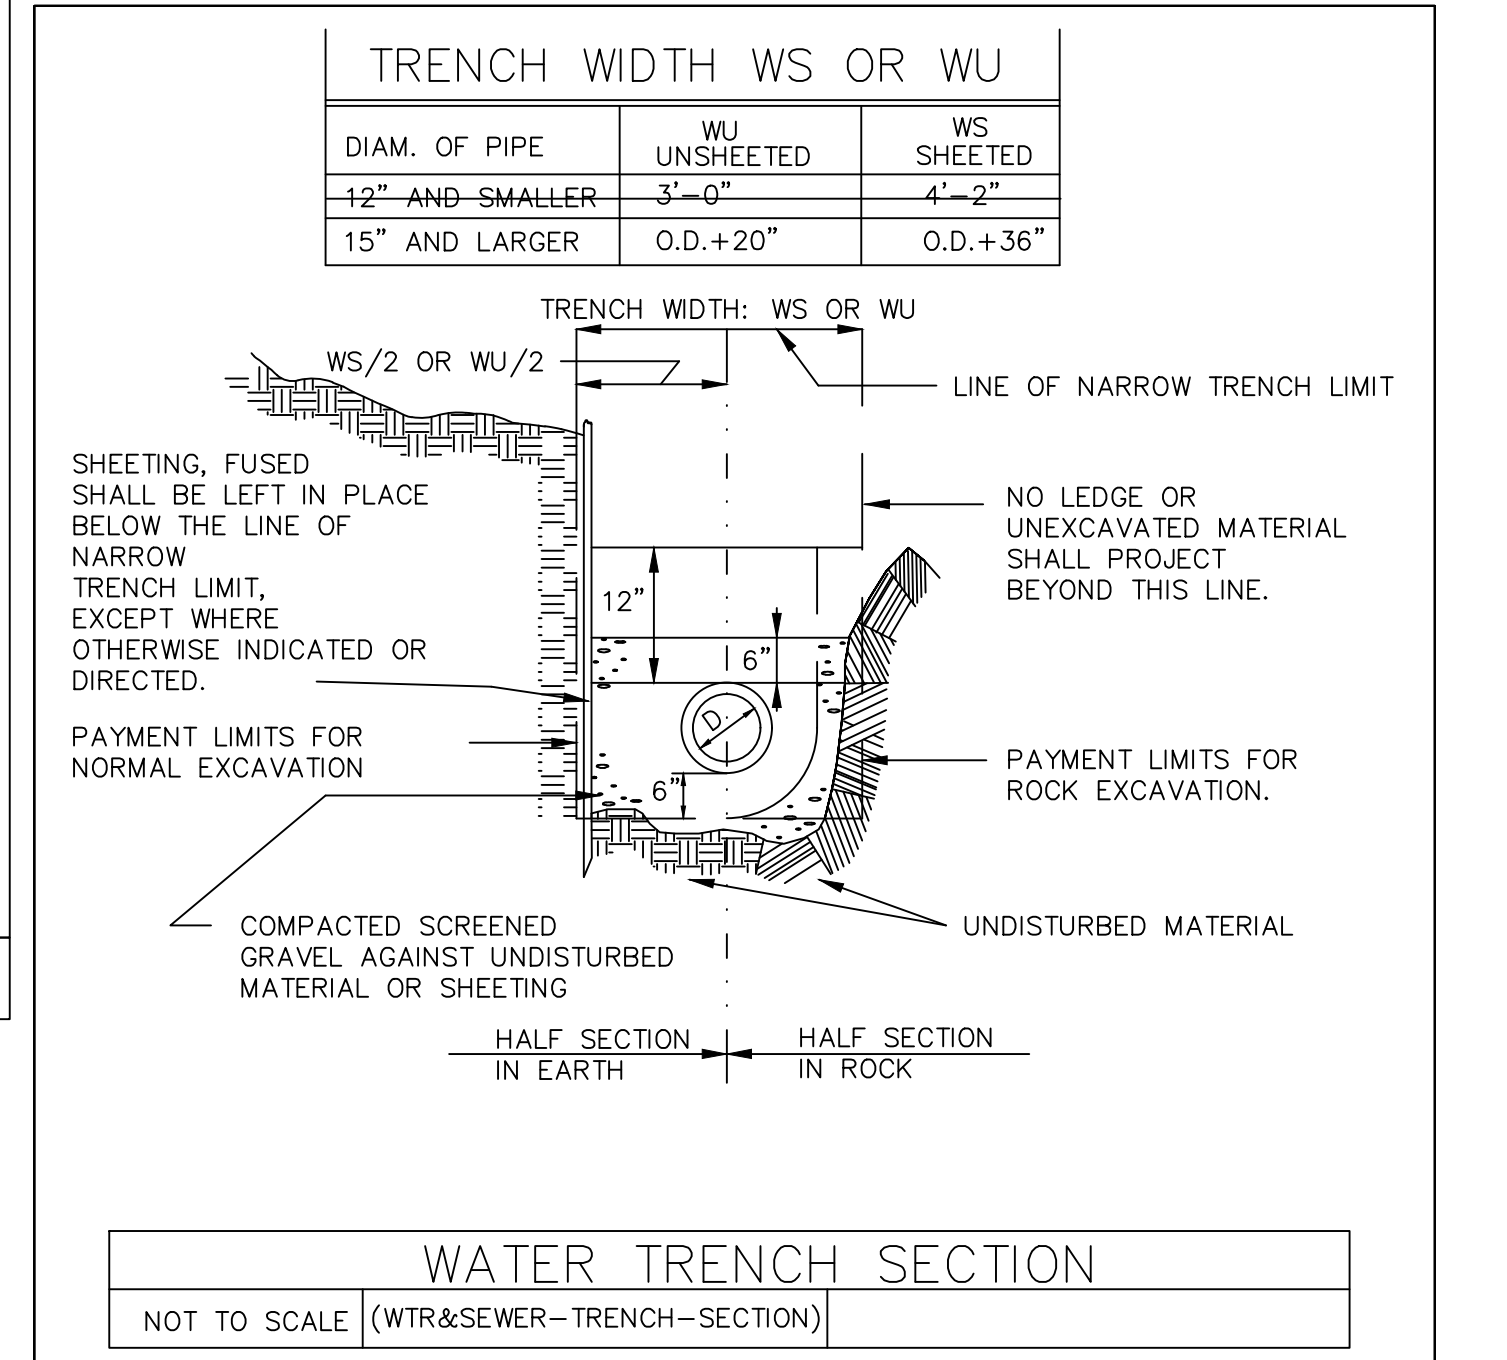 TRENCH WIDTH WS OR WU
DIAM. OF PIPE
WU
UNSHEETED
WS
SHEETED
12” AND SMALLER 3’–0” 4’–2”
15” AND LARGER O.D.+20” O.D.+36”
TRENCH WIDTH: WS OR WU
WS/2 OR WU/2
LINE OF NARROW TRENCH LIMIT
SHEETING, FUSED
SHALL BE LEFT IN PLACE
BELOW THE LINE OF
NARROW
TRENCH LIMIT,
EXCEPT WHERE
OTHERWISE INDICATED OR
DIRECTED.
NO LEDGE OR
UNEXCAVATED MATERIAL
SHALL PROJECT
BEYOND THIS LINE.
12”
6”
D
6”
PAYMENT LIMITS FOR
NORMAL EXCAVATION
PAYMENT LIMITS FOR
ROCK EXCAVATION.
COMPACTED SCREENED
GRAVEL AGAINST UNDISTURBED
MATERIAL OR SHEETING
UNDISTURBED MATERIAL
HALF SECTION
IN EARTH
HALF SECTION
IN ROCK
WATER TRENCH SECTION
NOT TO SCALE
(WTR&SEWER–TRENCH–SECTION)